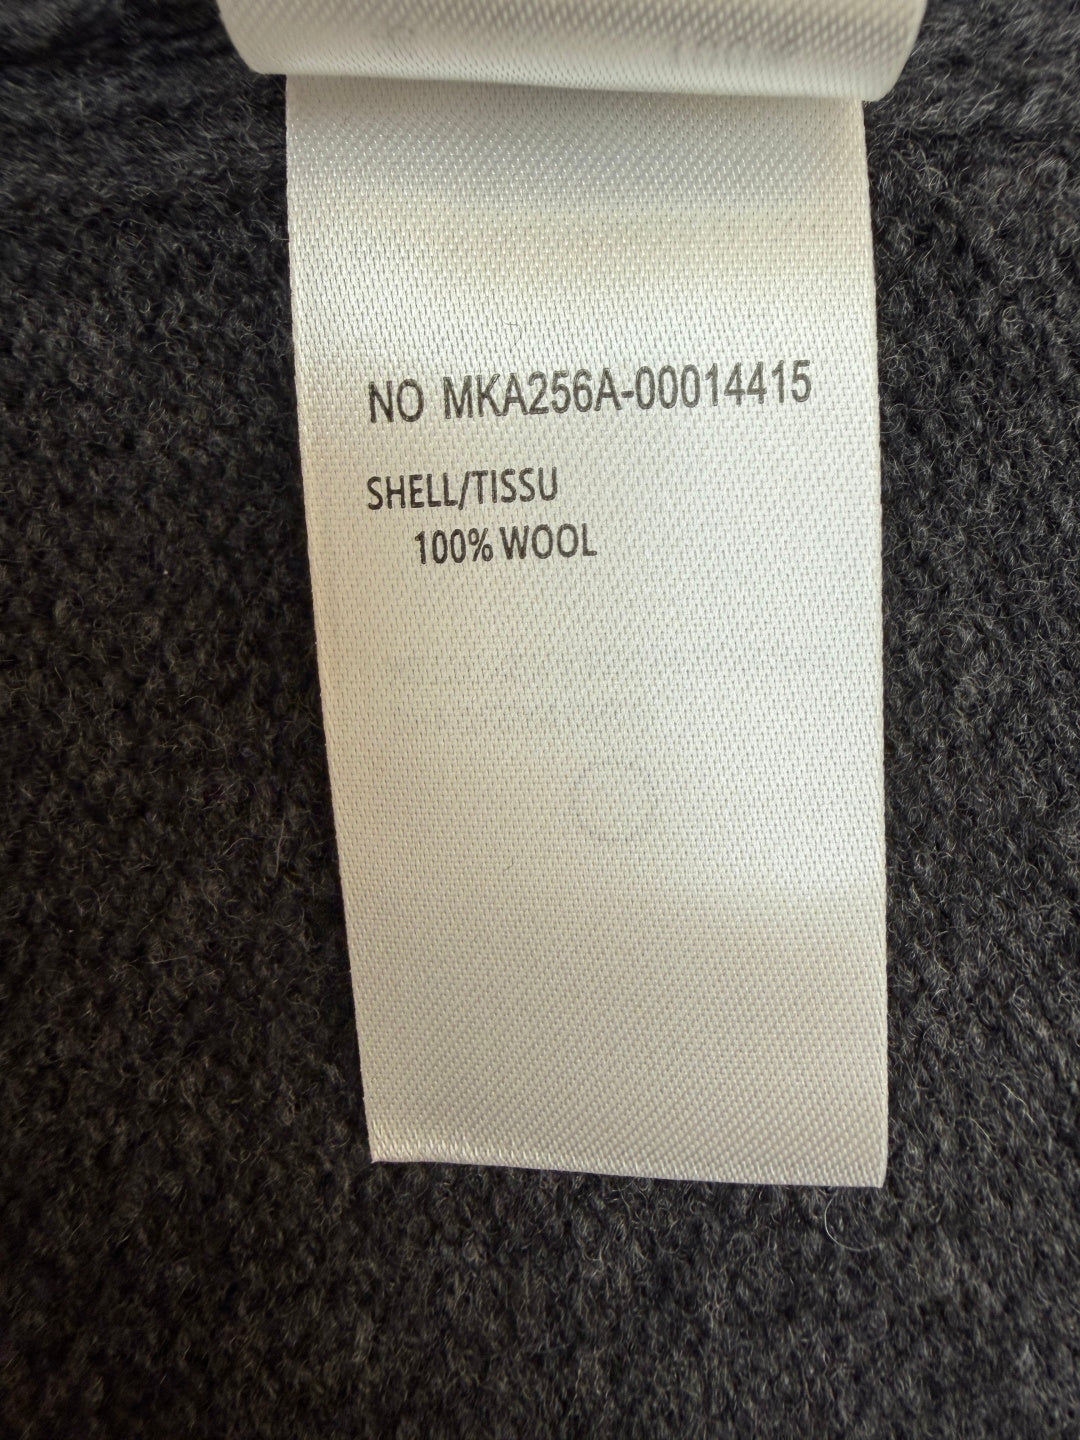 NO MKA256A-00014415
SHELL/TISSU
100% WOOL